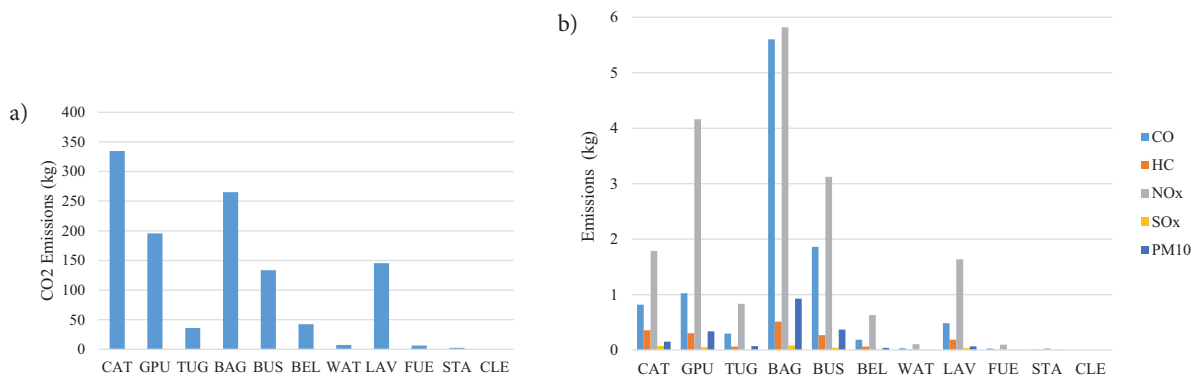 a)
CO2 Emissions (kg)
400
350
300
250
200
150
100
50
0
CAT GPU TUG BAG BUS BEL WAT LAV FUE STA CLE
b)
Emissions (kg)
6
5
4
3
2
1
0
CAT GPU TUG BAG BUS BEL WAT LAV FUE STA CLE
CO
HC
NOx
SOx
PM10